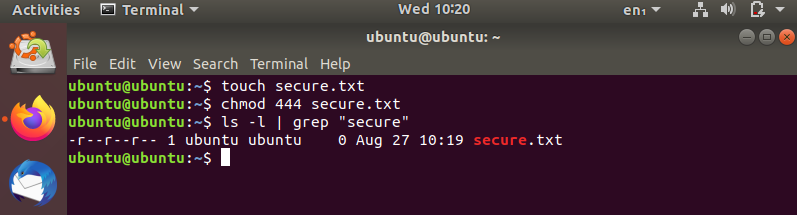 Activities Terminal Wed 10:20 en₁
ubuntu@ubuntu: ~
File Edit View Search Terminal Help
ubuntu@ubuntu:~$ touch secure.txt
ubuntu@ubuntu:~$ chmod 444 secure.txt
ubuntu@ubuntu:~$ ls -l | grep "secure"
-r--r--r-- 1 ubuntu ubuntu    0 Aug 27 10:19 secure.txt
ubuntu@ubuntu:~$